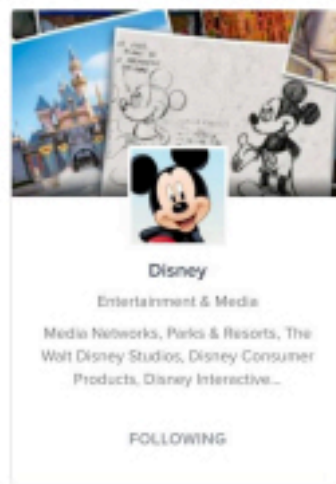 Disney
Entertainment & Media
Media Networks, Parks & Resorts, The
Walt Disney Studios, Disney Consumer
Products, Disney Interactive...
FOLLOWING